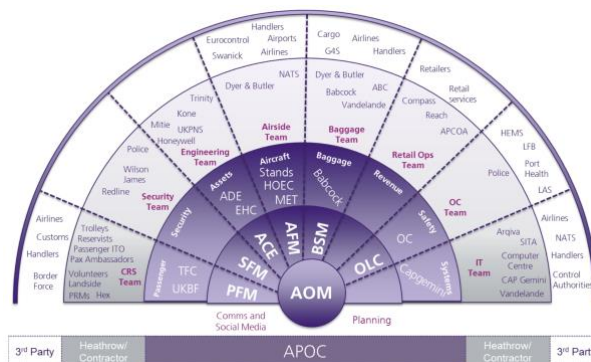 Handlers
Eurocontrol
Airports
Swanick
Airlines
Cargo
Airlines
G4S
Handlers
Retailers
Retail
services
HEMS
LFB
Port
Health
LAS
Airlines
NATS
Handlers
Control
Authorities
Airlines
Customs
Handlers
Border
Force
Trolleys
Reservists
Passenger ITO
Pax Ambassadors
Volunteers
Landside
PRMs Hex
CRS
Team
Police
Wilson
James
Redline
Security
Team
Trinity
Kone
Mitie
UKPNS
Honeywell
Engineering
Team
NATS
Dyer & Butler
Airside
Team
Dyer & Butler
ABC
Babcock
Vandelande
Baggage
Team
Compass
Reach
APCOA
Retail Ops
Team
Police
OC
Team
Arqiva
SITA
Computer
Centre
CAP Gemini
Vandelande
IT
Team
Passenger
TFC
UKBF
Security
Assets
ADE
EHC
Aircraft
Stands
HOEC
MET
Baggage
Babcock
Revenue
Safety
OC
Systems
Capgemini
PFM
SFM
ACE
AFM
BSM
OLC
AOM
Comms and
Social Media
Planning
3rd Party
Heathrow/
Contractor
APOC
Heathrow/
Contractor
3rd Party